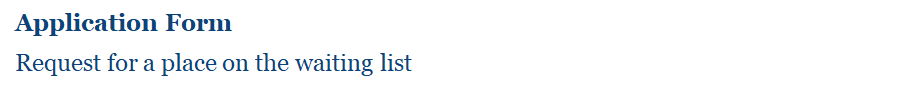 Application Form
Request for a place on the waiting list